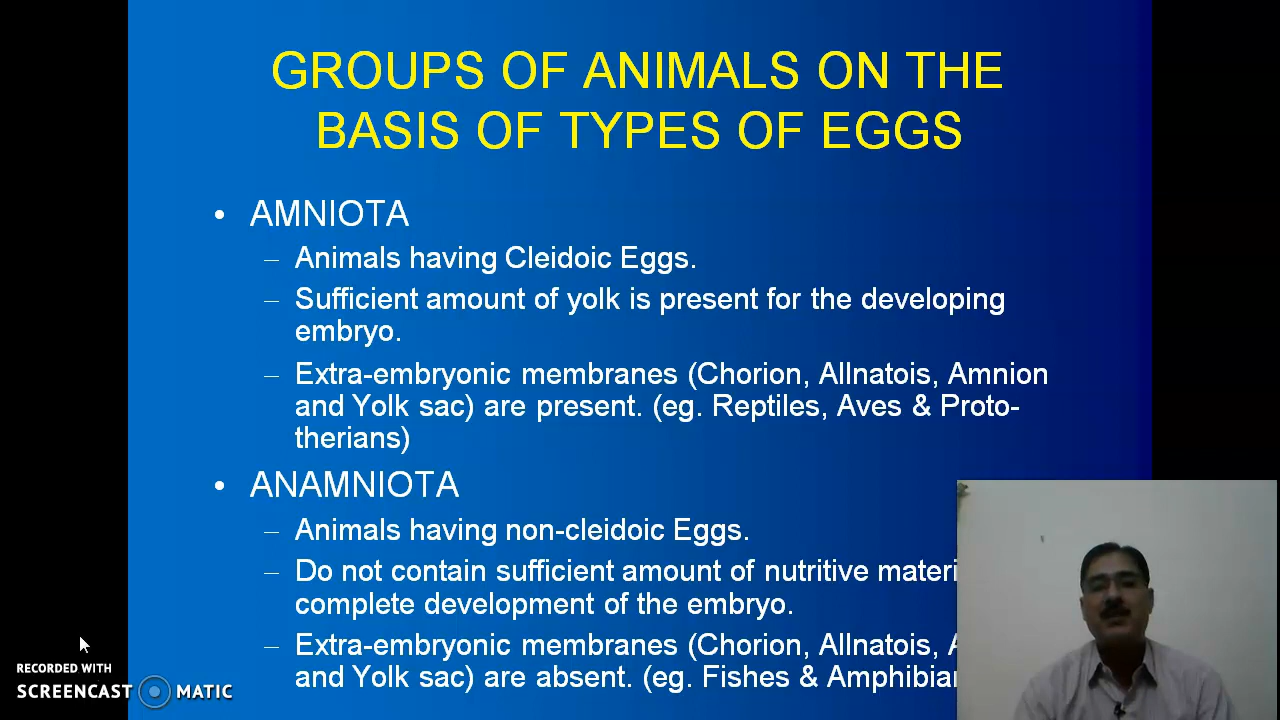 GROUPS OF ANIMALS ON THE
BASIS OF TYPES OF EGGS
• AMNIOTA
– Animals having Cleidoic Eggs.
– Sufficient amount of yolk is present for the developing
embryo.
– Extra-embryonic membranes (Chorion, Allnatois, Amnion
and Yolk sac) are present. (eg. Reptiles, Aves & Proto-
therians)
• ANAMNIOTA
– Animals having non-cleidoic Eggs.
– Do not contain sufficient amount of nutritive materi
complete development of the embryo.
– Extra-embryonic membranes (Chorion, Allnatois,
and Yolk sac) are absent. (eg. Fishes & Amphibia
RECORDED WITH
SCREENCAST MATIC